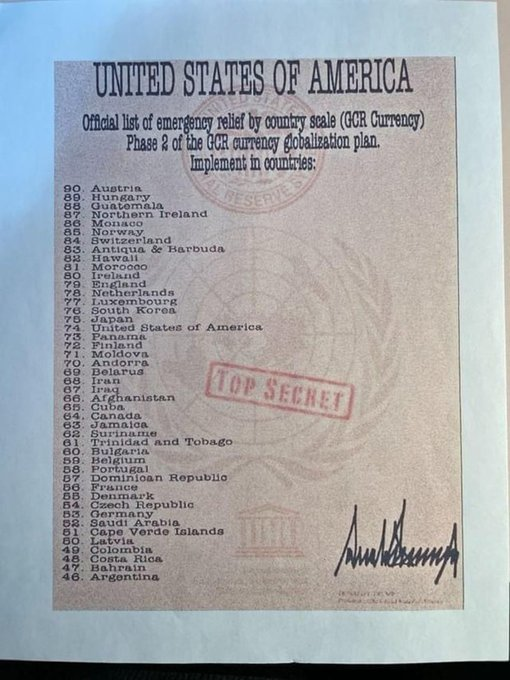 UNITED STATES OF AMERICA
Official list of emergency relief by country scale (GCR Currency)
Phase 2 of the GCR currency globalization plan.
Implement in countries:
90. Austria
89. Hungary
88. Guatemala
87. Northern Ireland
86. Monaco
85. Norway
84. Switzerland
83. Antiqua & Barbuda
82. Hawaii
81. Morocco
80. Ireland
79. England
78. Netherlands
77. Luxembourg
76. South Korea
75. Japan
74. United States of America
73. Panama
72. Finland
71. Moldova
70. Andorra
69. Belarus
68. Iran
67. Iraq
66. Afghanistan
65. Cuba
64. Canada
63. Jamaica
62. Suriname
61. Trinidad and Tobago
60. Bulgaria
59. Belgium
58. Portugal
57. Dominican Republic
56. France
55. Denmark
54. Czech Republic
53. Germany
52. Saudi Arabia
51. Cape Verde Islands
50. Latvia
49. Colombia
48. Costa Rica
47. Bahrain
46. Argentina
TOP SECRET